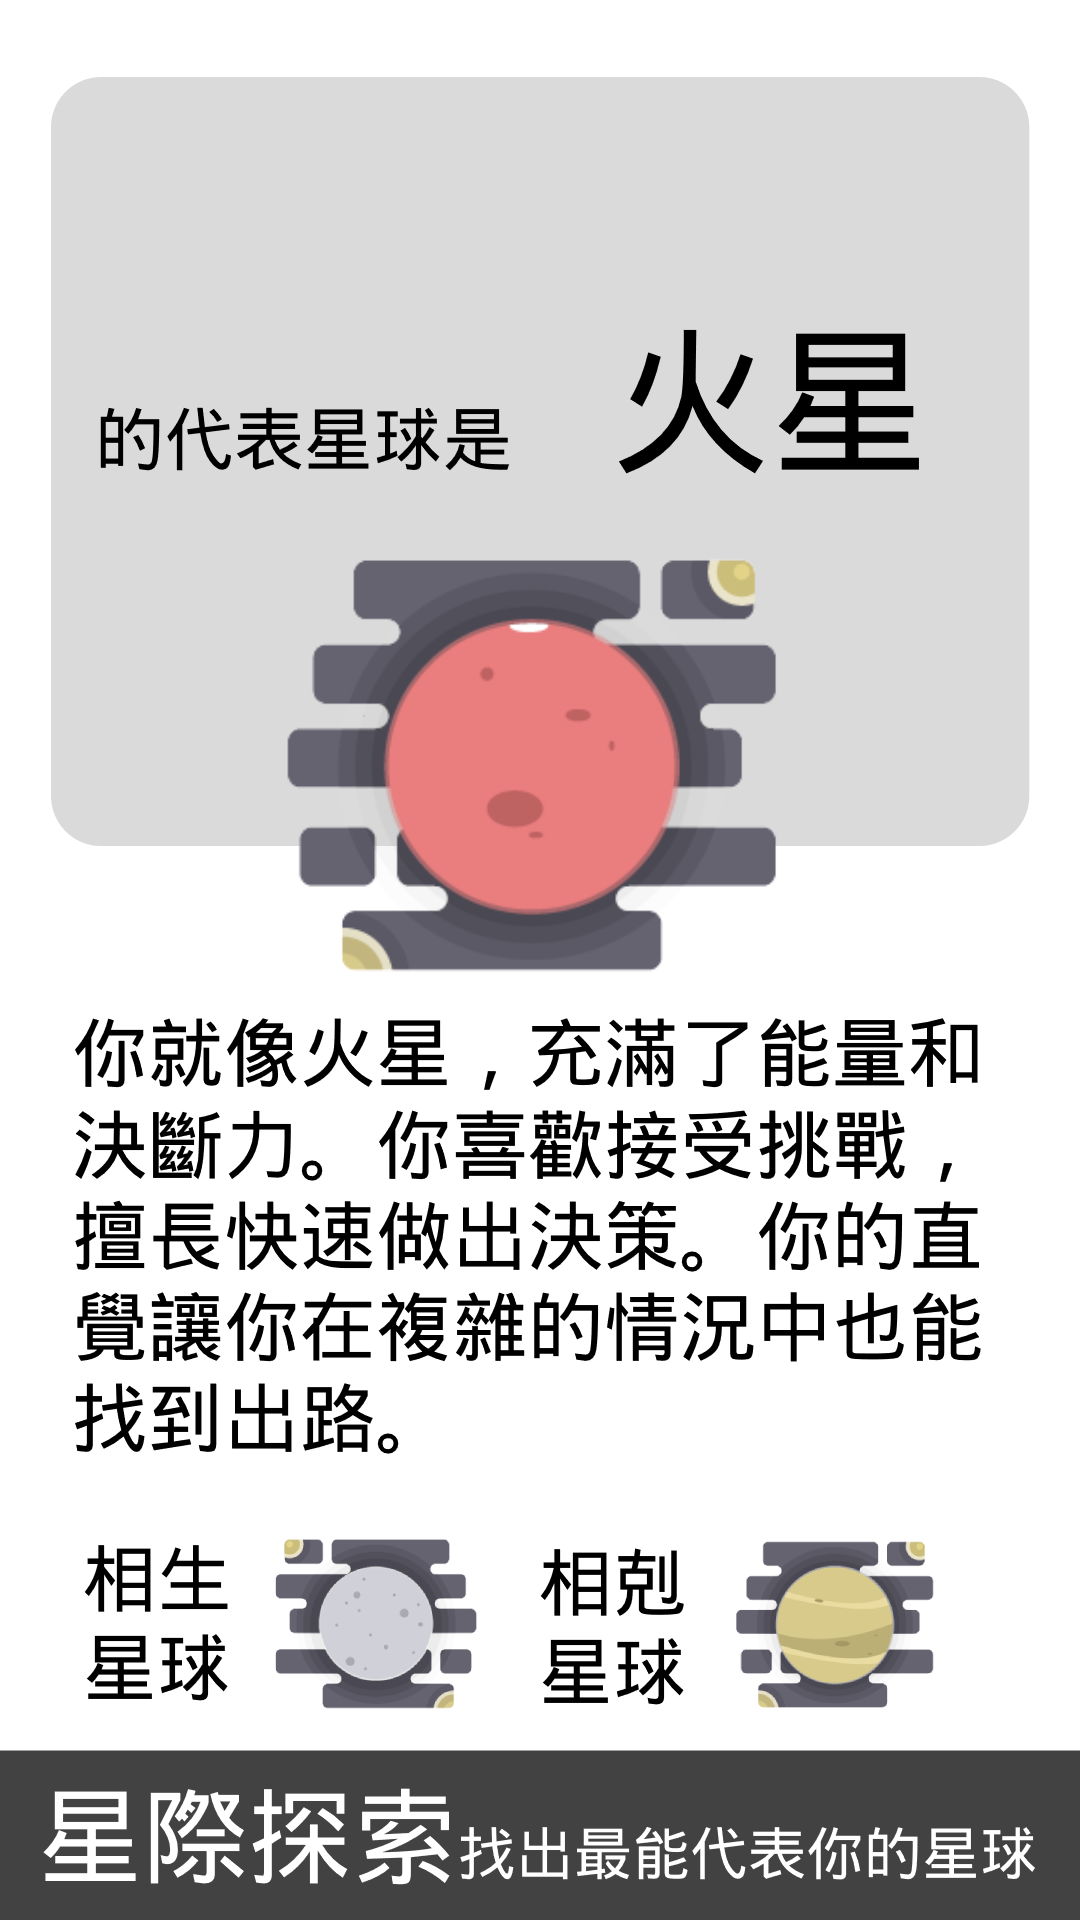 的代表星球是 火星
你就像火星，充滿了能量和
決斷力。你喜歡接受挑戰，
擅長快速做出決策。你的直
覺讓你在複雜的情況中也能
找到出路。
相生
星球
相剋
星球
星際探索找出最能代表你的星球